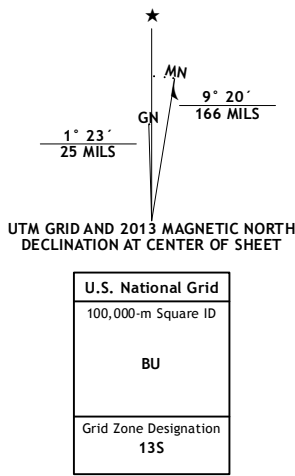 ★
MN
GN
9° 20´
166 MILS
1° 23´
25 MILS
UTM GRID AND 2013 MAGNETIC NORTH
DECLINATION AT CENTER OF SHEET
U.S. National Grid
100,000-m Square ID
BU
Grid Zone Designation
13S